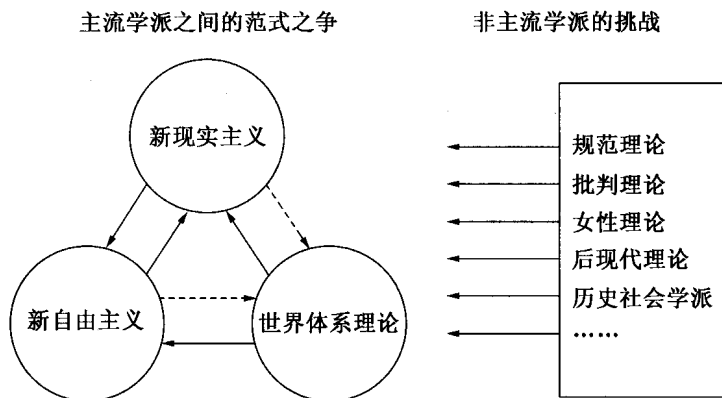 主流学派之间的范式之争
非主流学派的挑战
新现实主义
新自由主义
世界体系理论
规范理论
批判理论
女性理论
后现代理论
历史社会学派
……